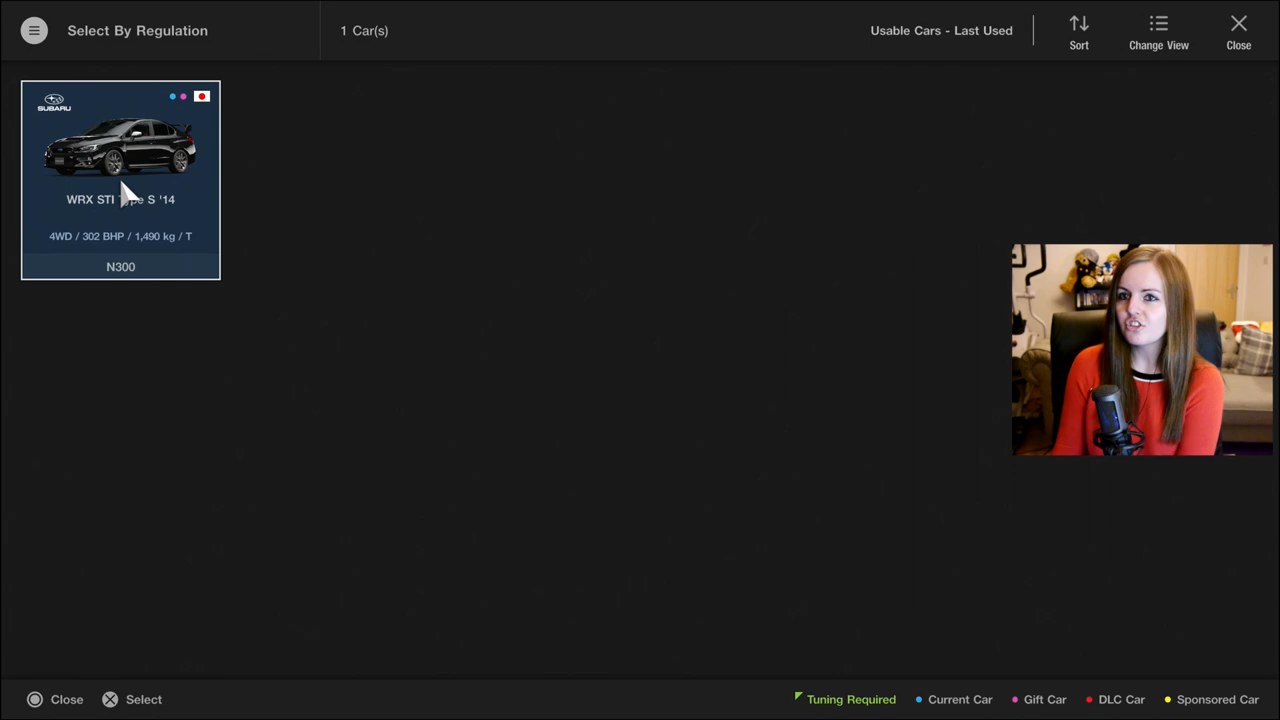 Select By Regulation
1 Car(s)
Usable Cars - Last Used
Sort
Change View
Close
SUBARU
WRX STI Type S '14
4WD / 302 BHP / 1,490 kg / T
N300
Close
Select
Tuning Required
Current Car
Gift Car
DLC Car
Sponsored Car